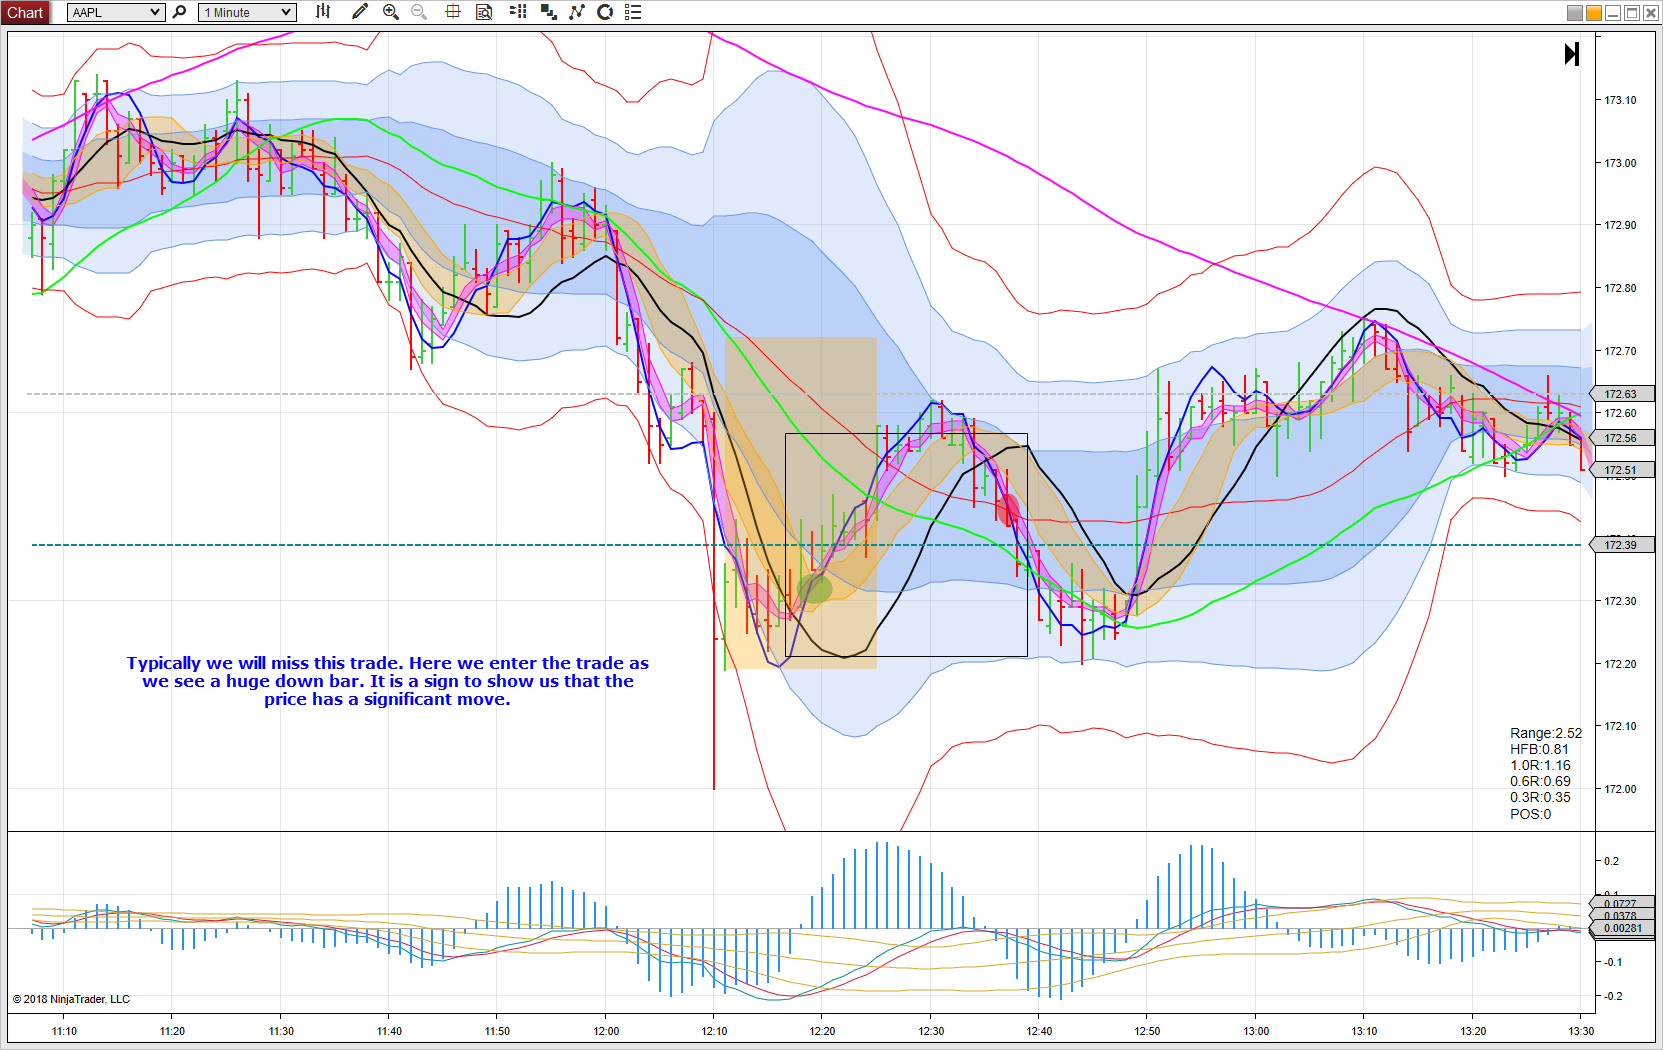 Chart AAPL 1 Minute
173.10
173.00
172.90
172.80
172.70
172.63
172.60
172.56
172.51
172.39
172.30
172.20
172.10
172.00
Typically we will miss this trade. Here we enter the trade as
we see a huge down bar. It is a sign to show us that the
price has a significant move.
Range:2.52
HFB:0.81
1.0R:1.16
0.6R:0.69
0.3R:0.35
POS:0
0.2
0.1
0.0727
0.0378
0.00281
-0.1
-0.2
© 2018 NinjaTrader, LLC
11:10 11:20 11:30 11:40 11:50 12:00 12:10 12:20 12:30 12:40 12:50 13:00 13:10 13:20 13:30